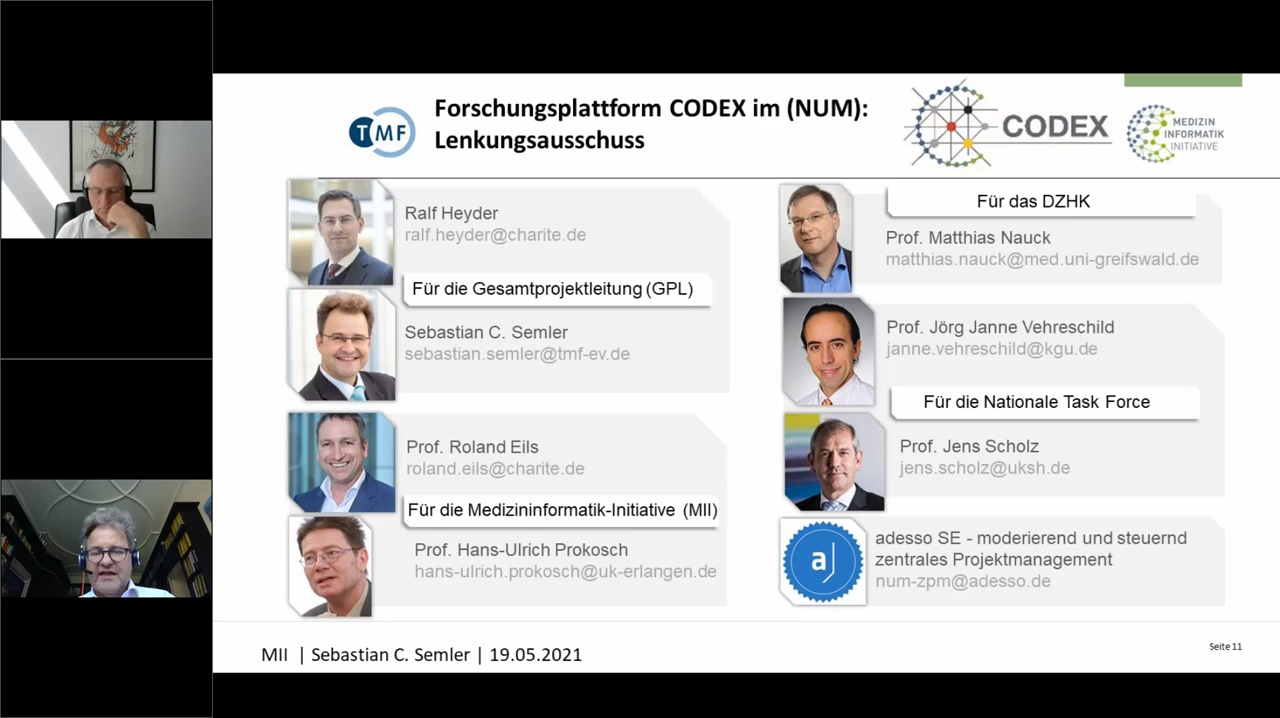 TMF
Forschungsplattform CODEX im (NUM):
Lenkungsausschuss
CODEX
MEDIZIN
INFORMATIK
INITIATIVE
Ralf Heyder
ralf.heyder@charite.de
Für die Gesamtprojektleitung (GPL)
Sebastian C. Semler
sebastian.semler@tmf-ev.de
Prof. Roland Eils
roland.eils@charite.de
Für die Medizininformatik-Initiative (MII)
Prof. Hans-Ulrich Prokosch
hans-ulrich.prokosch@uk-erlangen.de
Für das DZHK
Prof. Matthias Nauck
matthias.nauck@med.uni-greifswald.de
Prof. Jörg Janne Vehreschild
janne.vehreschild@kgu.de
Für die Nationale Task Force
Prof. Jens Scholz
jens.scholz@uksh.de
a
adesso SE - moderierend und steuernd
zentrales Projektmanagement
num-zpm@adesso.de
MII | Sebastian C. Semler | 19.05.2021
Seite 11